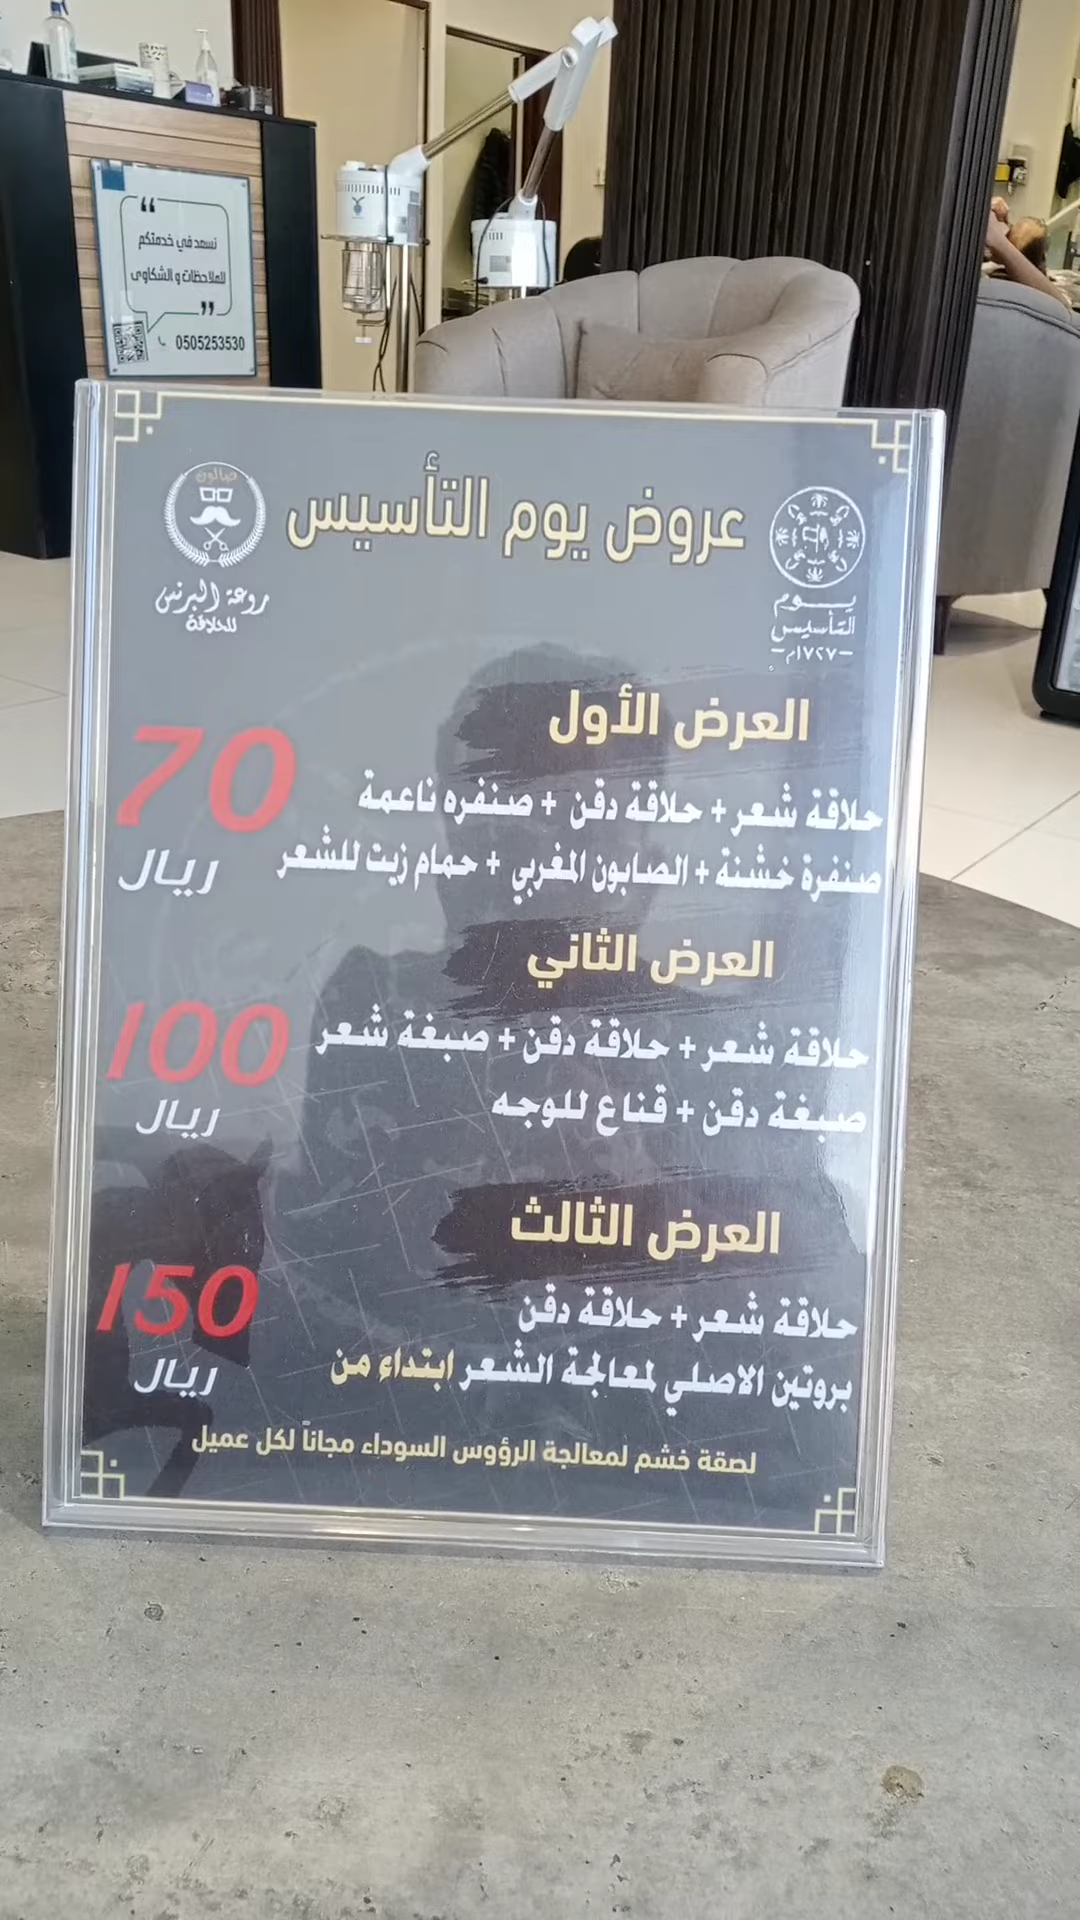 نسعد في خدمتكم
للملاحظات و الشكاوى
0505253530
عروض يوم التأسيس
صالون
روعة البرنس
للحلاقة
يـــوم
التأسيس
١٧٢٧م
العرض الأول
حلاقة شعر + حلاقة دقن + صنفره ناعمة
صنفرة خشنة + الصابون المغربي + حمام زيت للشعر
70
ريال
العرض الثاني
حلاقة شعر + حلاقة دقن + صبغة شعر
صبغة دقن + قناع للوجه
100
ريال
العرض الثالث
حلاقة شعر + حلاقة دقن
بروتين الاصلي لمعالجة الشعر ابتداء من
150
ريال
لصقة خشم لمعالجة الرؤوس السوداء مجاناً لكل عميل